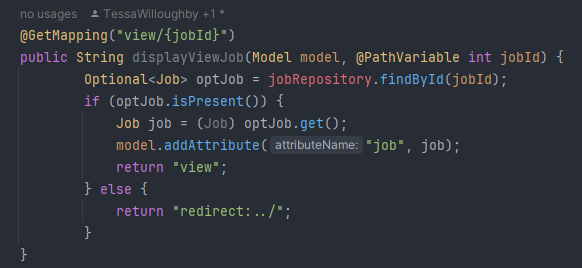 no usages TessaWilloughby +1 *
@GetMapping("view/{jobId}")
public String displayViewJob(Model model, @PathVariable int jobId) {
Optional<Job> optJob = jobRepository.findById(jobId);
if (optJob.isPresent()) {
Job job = (Job) optJob.get();
model.addAttribute( attributeName: "job", job);
return "view";
} else {
return "redirect:../";
}
}